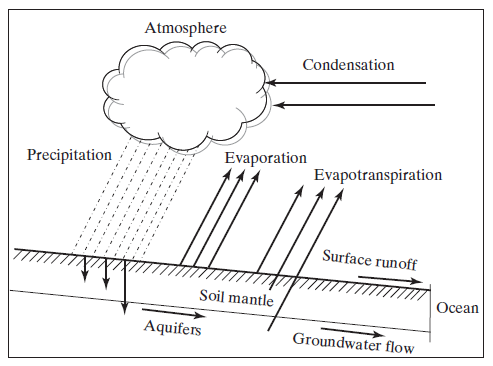 Atmosphere
Condensation
Precipitation
Evaporation
Evapotranspiration
Surface runoff
Soil mantle
Ocean
Aquifers
Groundwater flow